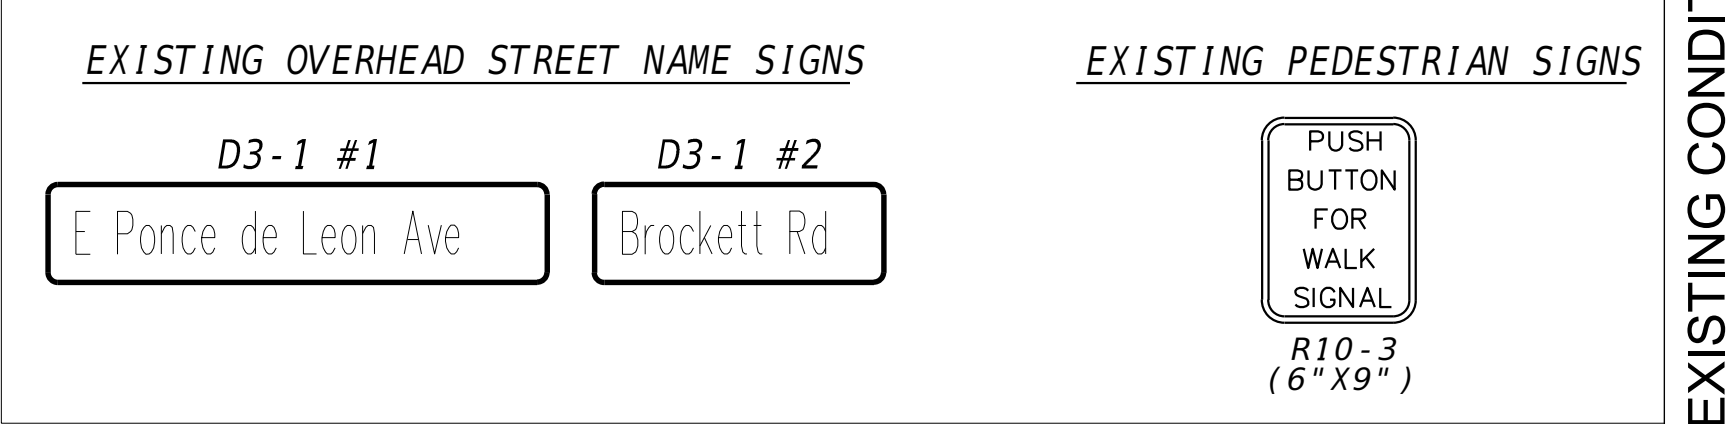 EXISTING OVERHEAD STREET NAME SIGNS
D3-1 #1
E Ponce de Leon Ave
D3-1 #2
Brockett Rd
EXISTING PEDESTRIAN SIGNS
PUSH
BUTTON
FOR
WALK
SIGNAL
R10-3
(6"X9")
EXISTING